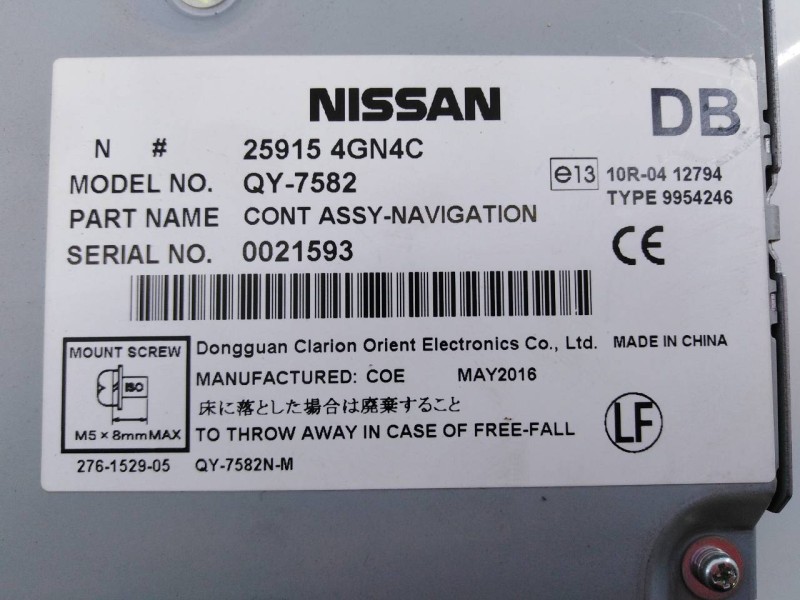 NISSAN DB
N # 25915 4GN4C
MODEL NO. QY-7582
e13 10R-04 12794
TYPE 9954246
PART NAME CONT ASSY-NAVIGATION
SERIAL NO. 0021593
CE
MOUNT SCREW
ISO
M5 × 8mm MAX
Dongguan Clarion Orient Electronics Co., Ltd. MADE IN CHINA
MANUFACTURED: COE MAY2016
床に落とした場合は廃棄すること
TO THROW AWAY IN CASE OF FREE-FALL
LF
276-1529-05 QY-7582N-M